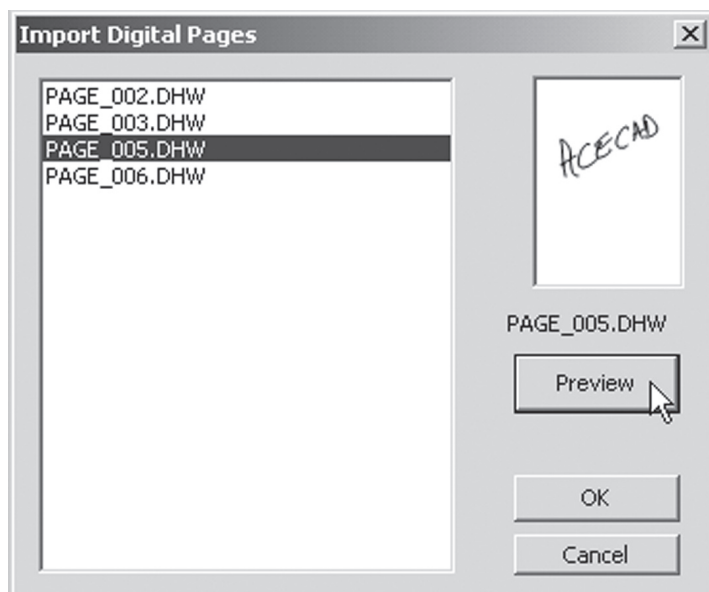 Import Digital Pages
PAGE_002.DHW
PAGE_003.DHW
PAGE_005.DHW
PAGE_006.DHW
ACECAD
PAGE_005.DHW
Preview
OK
Cancel